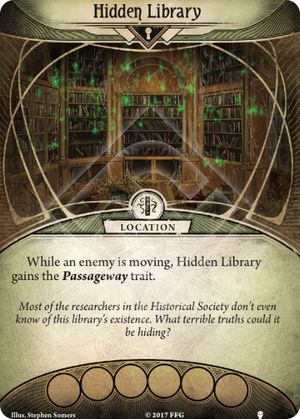 Hidden Library
LOCATION
While an enemy is moving, Hidden Library
gains the Passageway trait.
Most of the researchers in the Historical Society don't even
know of this library's existence. What terrible truths could it
be hiding?
Illus. Stephen Somers
© 2017 FFG